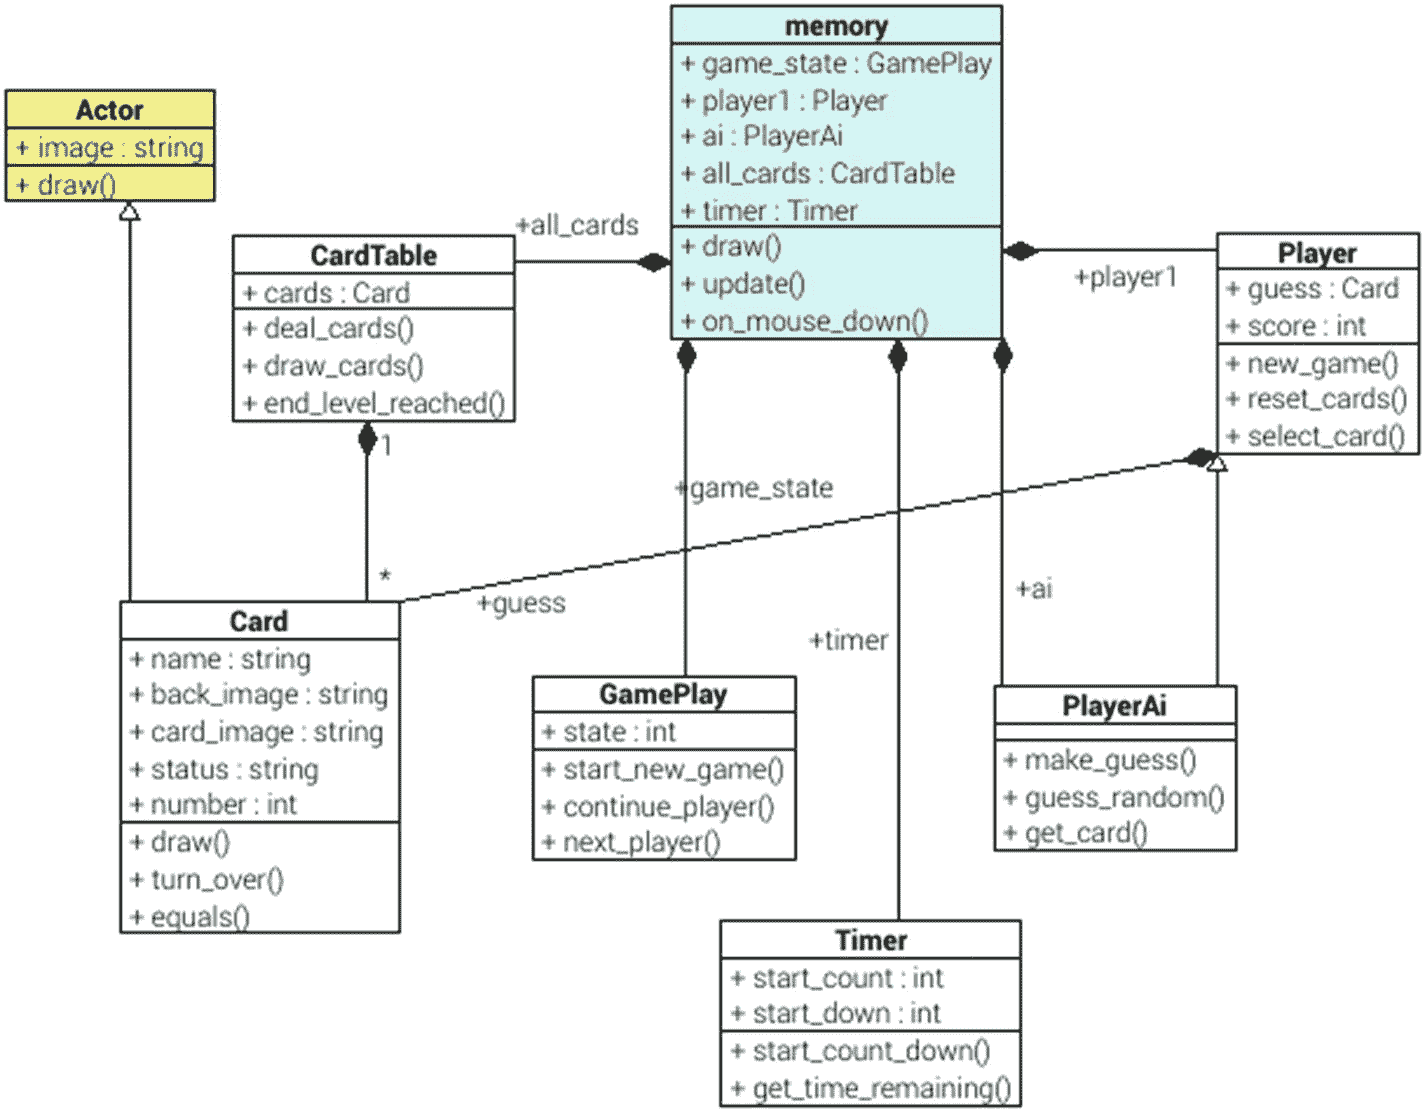 memory
+ game_state : GamePlay
+ player1 : Player
+ ai : PlayerAi
+ all_cards : CardTable
+ timer : Timer
+ draw()
+ update()
+ on_mouse_down()
Actor
+ image : string
+ draw()
+all_cards
CardTable
+ cards : Card
+ deal_cards()
+ draw_cards()
+ end_level_reached()
+player1
Player
+ guess : Card
+ score : int
+ new_game()
+ reset_cards()
+ select_card()
1
*
+game_state
+guess
+ai
+timer
Card
+ name : string
+ back_image : string
+ card_image : string
+ status : string
+ number : int
+ draw()
+ turn_over()
+ equals()
GamePlay
+ state : int
+ start_new_game()
+ continue_player()
+ next_player()
PlayerAi
+ make_guess()
+ guess_random()
+ get_card()
Timer
+ start_count : int
+ start_down : int
+ start_count_down()
+ get_time_remaining()